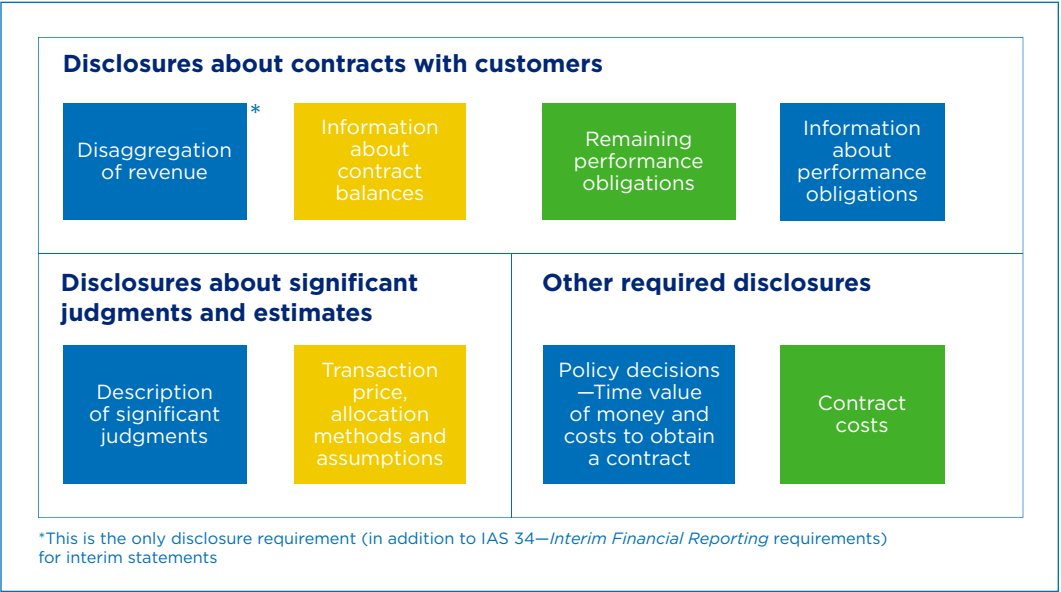 Disclosures about contracts with customers
Disaggregation
of revenue
*
Information
about
contract
balances
Remaining
performance
obligations
Information
about
performance
obligations
Disclosures about significant
judgments and estimates
Description
of significant
judgments
Transaction
price,
allocation
methods and
assumptions
Other required disclosures
Policy decisions
—Time value
of money and
costs to obtain
a contract
Contract
costs
*This is the only disclosure requirement (in addition to IAS 34—Interim Financial Reporting requirements)
for interim statements